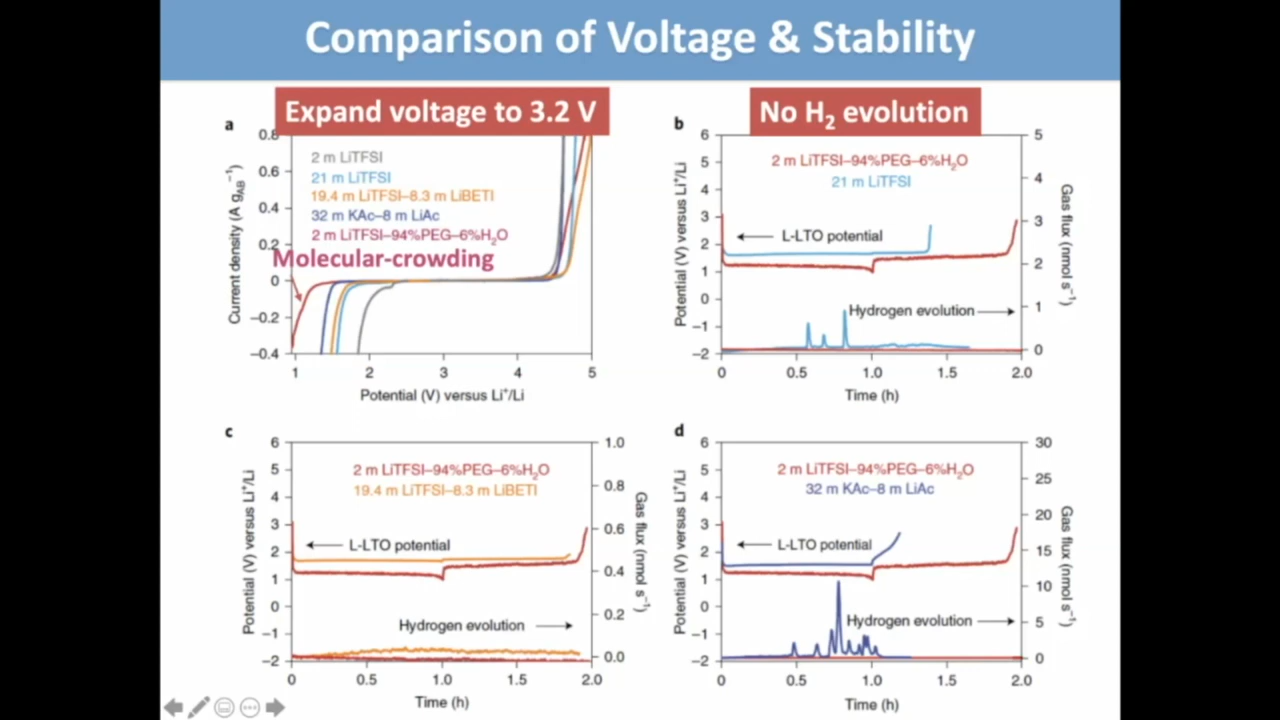 Comparison of Voltage & Stability
Expand voltage to 3.2 V
No H₂ evolution
a
0.8
0.6
0.4
0.2
0
−0.2
−0.4
Current density (A gAB⁻¹)
2 m LiTFSI
21 m LiTFSI
19.4 m LiTFSI–8.3 m LiBETI
32 m KAc–8 m LiAc
2 m LiTFSI–94%PEG–6%H₂O
Molecular-crowding
1 2 3 4 5
Potential (V) versus Li⁺/Li
b
6
5
4
3
2
1
0
−1
−2
Potential (V) versus Li⁺/Li
2 m LiTFSI–94%PEG–6%H₂O
21 m LiTFSI
L-LTO potential
Hydrogen evolution
5
4
3
2
1
0
Gas flux (nmol s⁻¹)
0 0.5 1.0 1.5 2.0
Time (h)
c
6
5
4
3
2
1
0
−1
−2
Potential (V) versus Li⁺/Li
2 m LiTFSI–94%PEG–6%H₂O
19.4 m LiTFSI–8.3 m LiBETI
L-LTO potential
Hydrogen evolution
1.0
0.8
0.6
0.4
0.2
0.0
Gas flux (nmol s⁻¹)
0 0.5 1.0 1.5 2.0
Time (h)
d
6
5
4
3
2
1
0
−1
−2
Potential (V) versus Li⁺/Li
2 m LiTFSI–94%PEG–6%H₂O
32 m KAc–8 m LiAc
L-LTO potential
Hydrogen evolution
30
25
20
15
10
5
0
Gas flux (nmol s⁻¹)
0 0.5 1.0 1.5 2.0
Time (h)